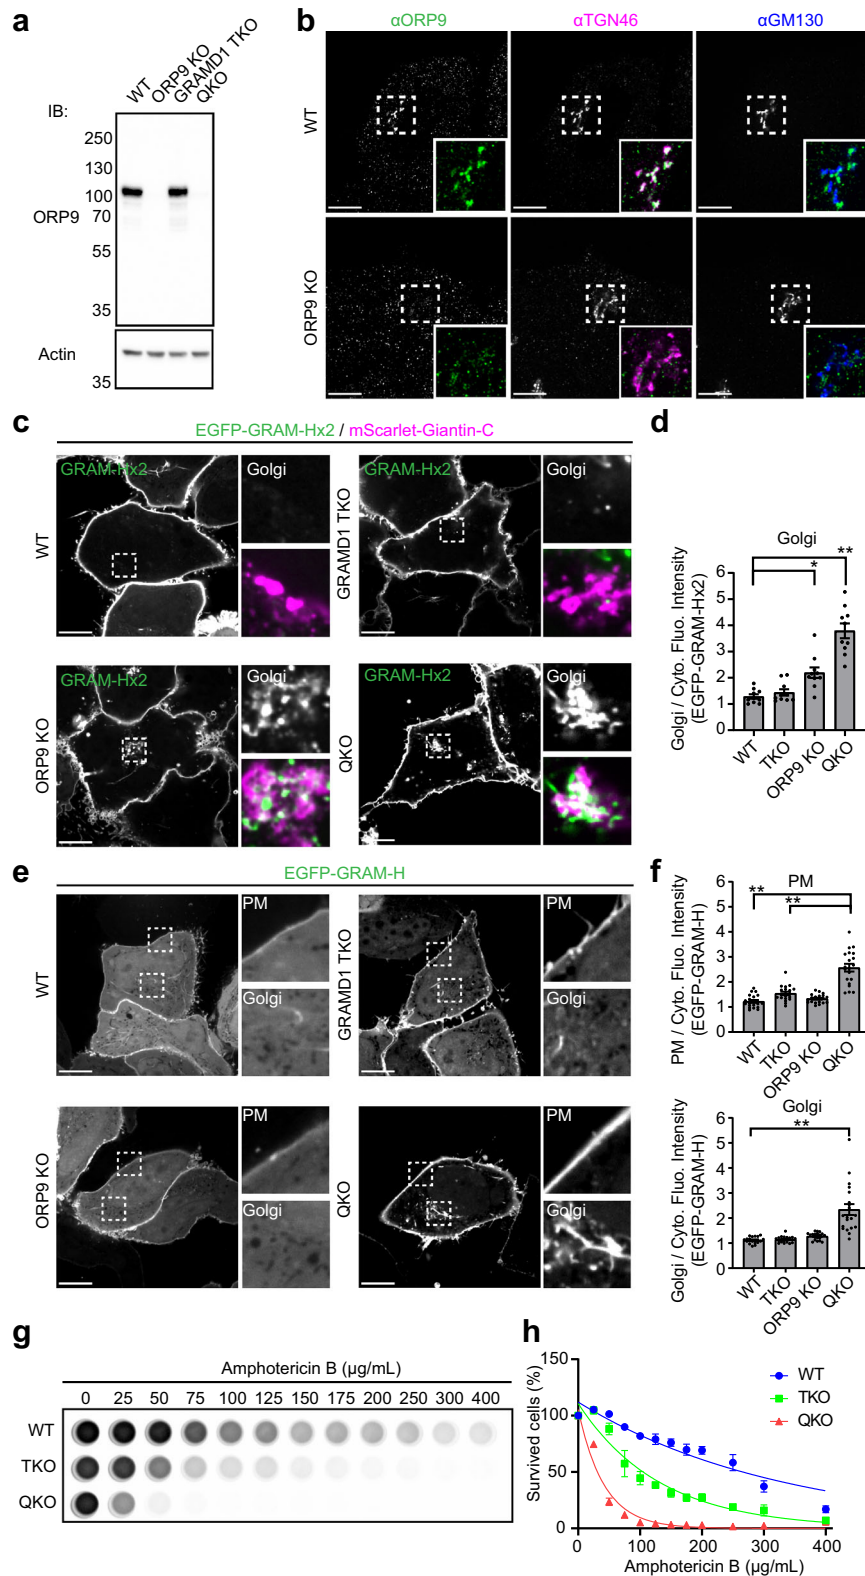 a
WT
ORP9 KO
GRAMD1 TKO
QKO
IB:
250
130
100
70
ORP9
55
35
Actin
35
b
αORP9
αTGN46
αGM130
WT
ORP9 KO
c
EGFP-GRAM-Hx2 / mScarlet-Giantin-C
WT
GRAM-Hx2
Golgi
GRAMD1 TKO
GRAM-Hx2
Golgi
ORP9 KO
GRAM-Hx2
Golgi
QKO
GRAM-Hx2
Golgi
d
Golgi
**
*
Golgi / Cyto. Fluo. Intensity
(EGFP-GRAM-Hx2)
6
5
4
3
2
1
0
WT
TKO
ORP9 KO
QKO
e
EGFP-GRAM-H
WT
PM
Golgi
GRAMD1 TKO
PM
Golgi
ORP9 KO
PM
Golgi
QKO
PM
Golgi
f
PM
**
**
PM / Cyto. Fluo. Intensity
(EGFP-GRAM-H)
6
5
4
3
2
1
0
WT
TKO
ORP9 KO
QKO
Golgi
**
Golgi / Cyto. Fluo. Intensity
(EGFP-GRAM-H)
6
5
4
3
2
1
0
WT
TKO
ORP9 KO
QKO
g
Amphotericin B (µg/mL)
0 25 50 75 100 125 150 175 200 250 300 400
WT
TKO
QKO
h
Survived cells (%)
150
100
50
0
WT
TKO
QKO
0 100 200 300 400
Amphotericin B (µg/mL)